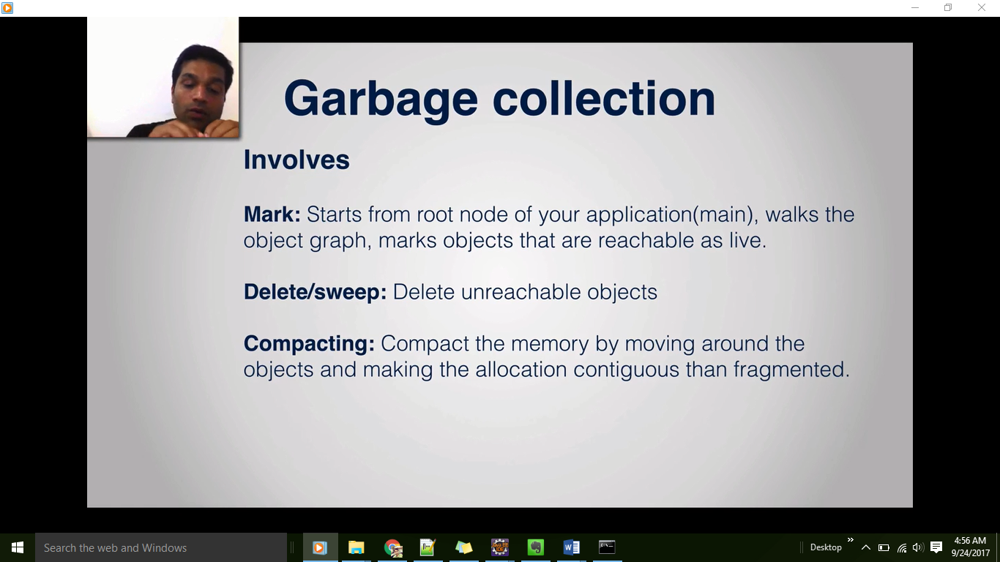 Garbage collection
Involves
Mark: Starts from root node of your application(main), walks the
object graph, marks objects that are reachable as live.
Delete/sweep: Delete unreachable objects
Compacting: Compact the memory by moving around the
objects and making the allocation contiguous than fragmented.
Search the web and Windows
Desktop
4:56 AM
9/24/2017